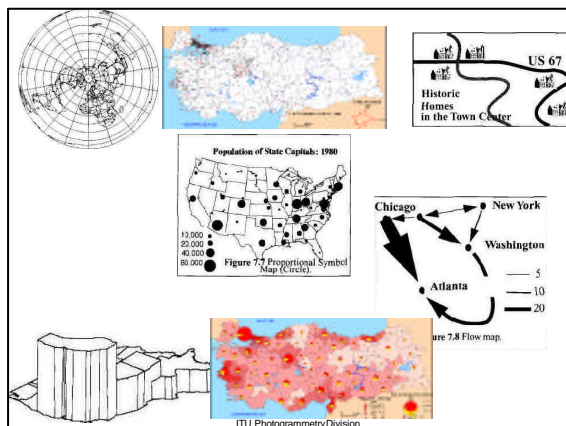 US 67
Historic
Homes
in the Town Center
Population of State Capitals: 1980
10,000
20,000
40,000
80,000
Figure 7.7 Proportional Symbol
Map (Circle).
Chicago
New York
Washington
Atlanta
5
10
20
7.8 Flow map.
ITU Photogrammetry Division